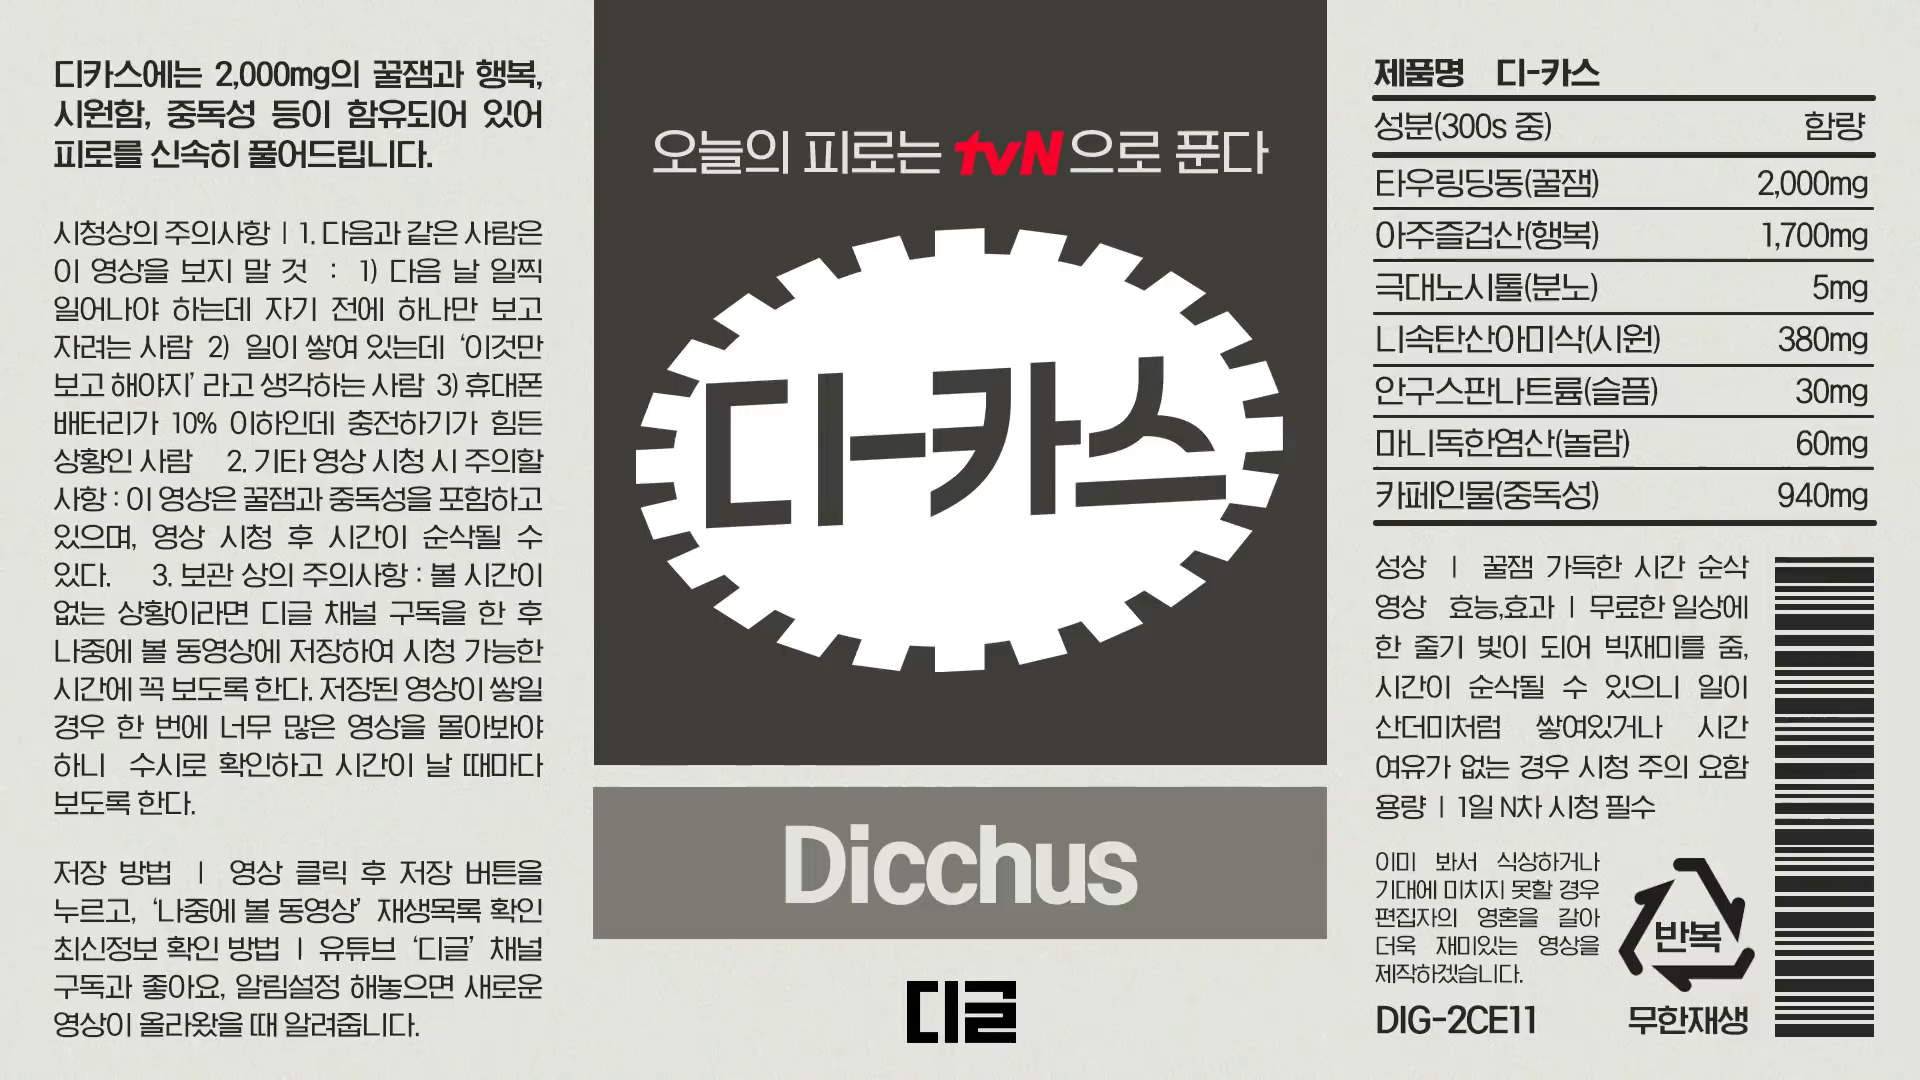 디카스에는 2,000mg의 꿀잼과 행복,
시원함, 중독성 등이 함유되어 있어
피로를 신속히 풀어드립니다.
시청상의 주의사항 | 1. 다음과 같은 사람은
이 영상을 보지 말 것 : 1) 다음 날 일찍
일어나야 하는데 자기 전에 하나만 보고
자려는 사람 2) 일이 쌓여 있는데 ‘이것만
보고 해야지’ 라고 생각하는 사람 3) 휴대폰
배터리가 10% 이하인데 충전하기가 힘든
상황인 사람 2. 기타 영상 시청 시 주의할
사항 : 이 영상은 꿀잼과 중독성을 포함하고
있으며, 영상 시청 후 시간이 순삭될 수
있다. 3. 보관 상의 주의사항 : 볼 시간이
없는 상황이라면 디글 채널 구독을 한 후
나중에 볼 동영상에 저장하여 시청 가능한
시간에 꼭 보도록 한다. 저장된 영상이 쌓일
경우 한 번에 너무 많은 영상을 몰아봐야
하니 수시로 확인하고 시간이 날 때마다
보도록 한다.
저장 방법 | 영상 클릭 후 저장 버튼을
누르고, ‘나중에 볼 동영상’ 재생목록 확인
최신정보 확인 방법 | 유튜브 ‘디글’ 채널
구독과 좋아요, 알림설정 해놓으면 새로운
영상이 올라왔을 때 알려줍니다.
오늘의 피로는 tvN으로 푼다
디-카스
Dicchus
디글
제품명 디-카스
성분(300s 중) 함량
타우링딩동(꿀잼) 2,000mg
아주즐겁산(행복) 1,700mg
극대노시톨(분노) 5mg
니속탄산아미삭(시원) 380mg
안구스판나트륨(슬픔) 30mg
마니독한염산(놀람) 60mg
카페인물(중독성) 940mg
성상 | 꿀잼 가득한 시간 순삭
영상 효능,효과 | 무료한 일상에
한 줄기 빛이 되어 빅재미를 줌,
시간이 순삭될 수 있으니 일이
산더미처럼 쌓여있거나 시간
여유가 없는 경우 시청 주의 요함
용량 | 1일 N차 시청 필수
이미 봐서 식상하거나
기대에 미치지 못할 경우
편집자의 영혼을 갈아
더욱 재미있는 영상을
제작하겠습니다.
DIG-2CE11
반복
무한재생